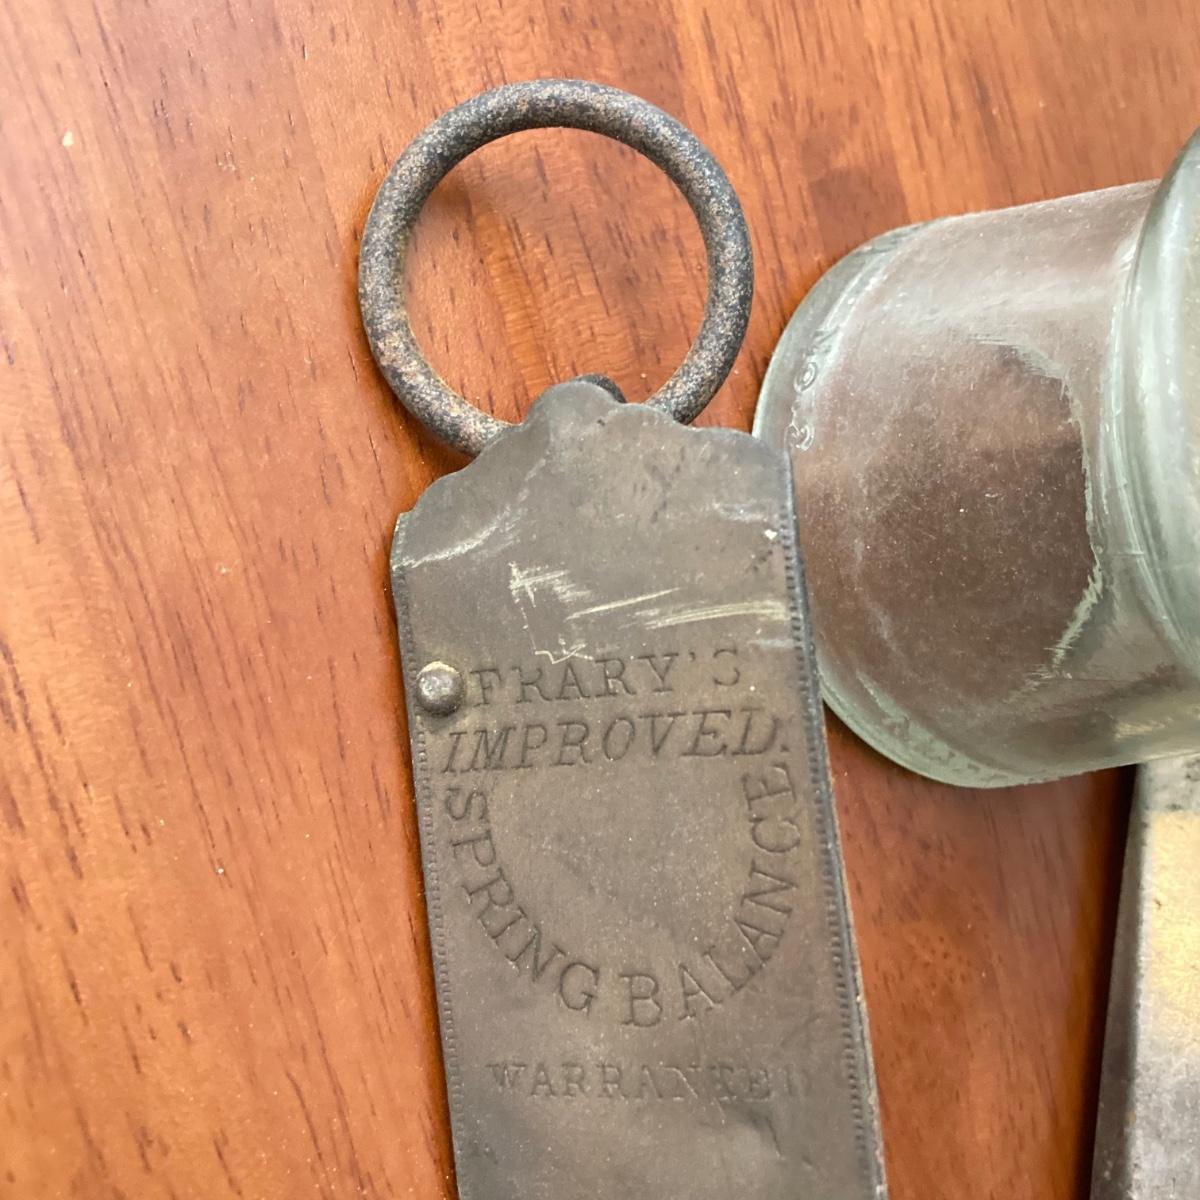 FRARY'S
IMPROVED.
SPRING BALANCE
WARRANTED